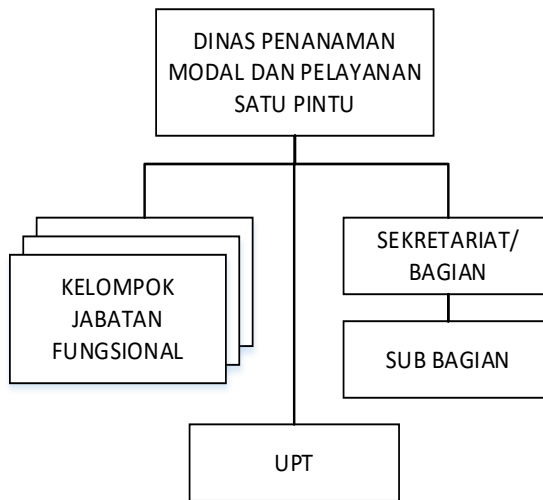 DINAS PENANAMAN
MODAL DAN PELAYANAN
SATU PINTU
SEKRETARIAT/
BAGIAN
KELOMPOK
JABATAN
FUNGSIONAL
SUB BAGIAN
UPT